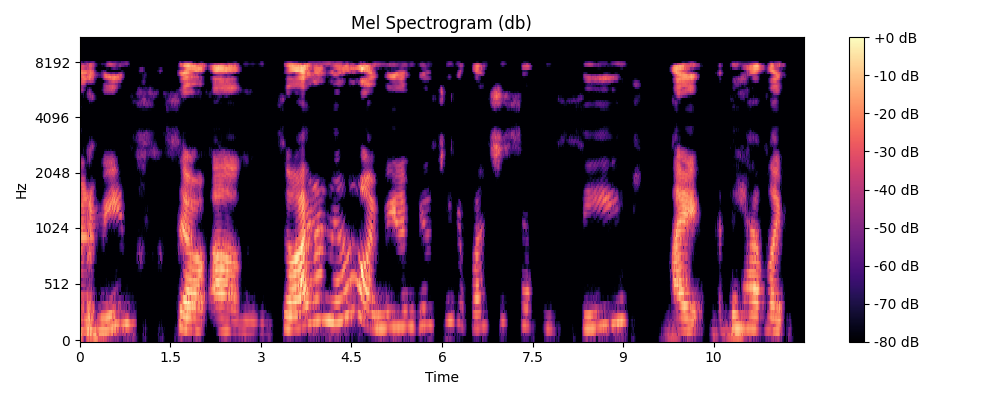 Mel Spectrogram (db)
8192
4096
2048
1024
512
0
Hz
0 1.5 3 4.5 6 7.5 9 10
Time
+0 dB
-10 dB
-20 dB
-30 dB
-40 dB
-50 dB
-60 dB
-70 dB
-80 dB